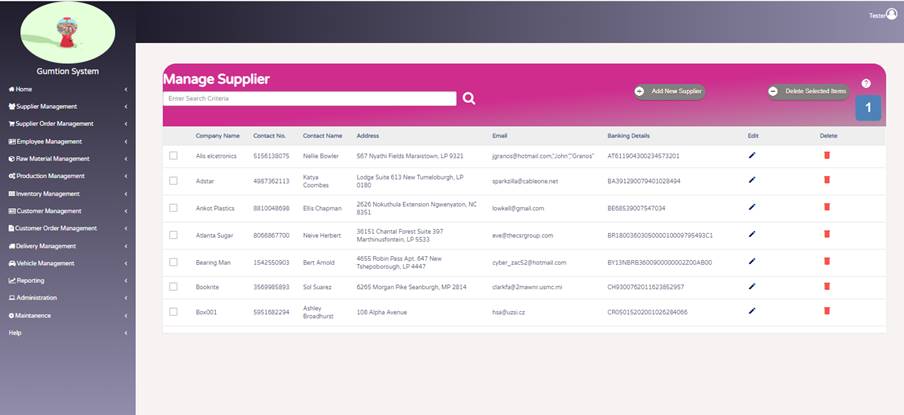 Tester
Gumtion System
Home
Supplier Management
Supplier Order Management
Employee Management
Raw Material Management
Production Management
Inventory Management
Customer Management
Customer Order Management
Delivery Management
Vehicle Management
Reporting
Administration
Maintanence
Help
Manage Supplier
Enter Search Criteria
Add New Supplier
Delete Selected Items
1
Company Name Contact No. Contact Name Address Email Banking Details Edit Delete
Alis elcetronics 5156138075 Nellie Bowler 567 Nyathi Fields Maraistown, LP 9321 jgranos@hotmail.com","John","Granos" AT611904300234573201
Adstar 4987362113 Katya Coombes Lodge Suite 613 New Tumeloburgh, LP 0180 sparkzilla@cableone.net BA391290079401028494
Ankot Plastics 8810048698 Ellis Chapman 2626 Nokuthula Extension Ngwenyaton, NC 8351 lowkell@gmail.com BE68539007547034
Atlanta Sugar 8066867700 Neive Herbert 36151 Chantal Forest Suite 397 Marthinusfontein, LP 5533 eve@thecsrgroup.com BR1800360305000010009795493C1
Bearing Man 1542550903 Bert Arnold 4655 Robin Pass Apt. 647 New Tshepoborough, LP 4447 cyber_zac52@hotmail.com BY13NBRB3600900000002Z00AB00
Bookrite 3569985893 Sol Suarez 6265 Morgan Pike Seanburgh, MP 2814 clarkfa@2mawnr.usmc.mi CH9300762011623852957
Box001 5951682294 Ashley Broadhurst 108 Alpha Avenue hsa@uzsi.cz CR05015202001026284066